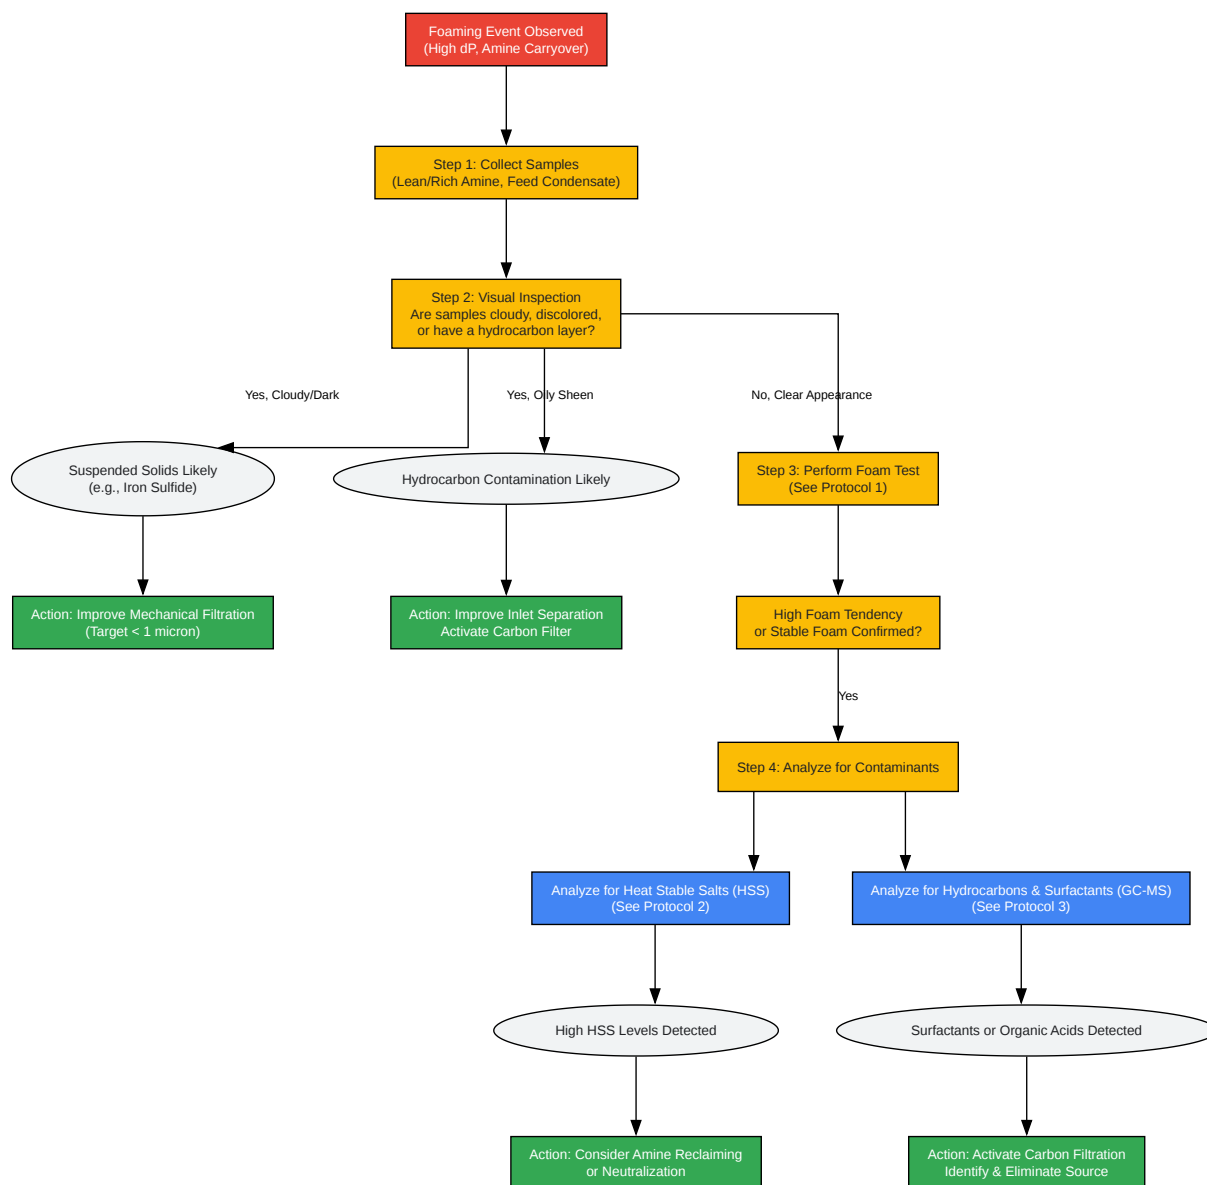 Foaming Event Observed
(High dP, Amine Carryover)
Step 1: Collect Samples
(Lean/Rich Amine, Feed Condensate)
Step 2: Visual Inspection
Are samples cloudy, discolored,
or have a hydrocarbon layer?
Yes, Cloudy/Dark
Yes, Oily Sheen
No, Clear Appearance
Suspended Solids Likely
(e.g., Iron Sulfide)
Hydrocarbon Contamination Likely
Step 3: Perform Foam Test
(See Protocol 1)
Action: Improve Mechanical Filtration
(Target < 1 micron)
Action: Improve Inlet Separation
Activate Carbon Filter
High Foam Tendency
or Stable Foam Confirmed?
Yes
Step 4: Analyze for Contaminants
Analyze for Heat Stable Salts (HSS)
(See Protocol 2)
Analyze for Hydrocarbons & Surfactants (GC-MS)
(See Protocol 3)
High HSS Levels Detected
Surfactants or Organic Acids Detected
Action: Consider Amine Reclaiming
or Neutralization
Action: Activate Carbon Filtration
Identify & Eliminate Source